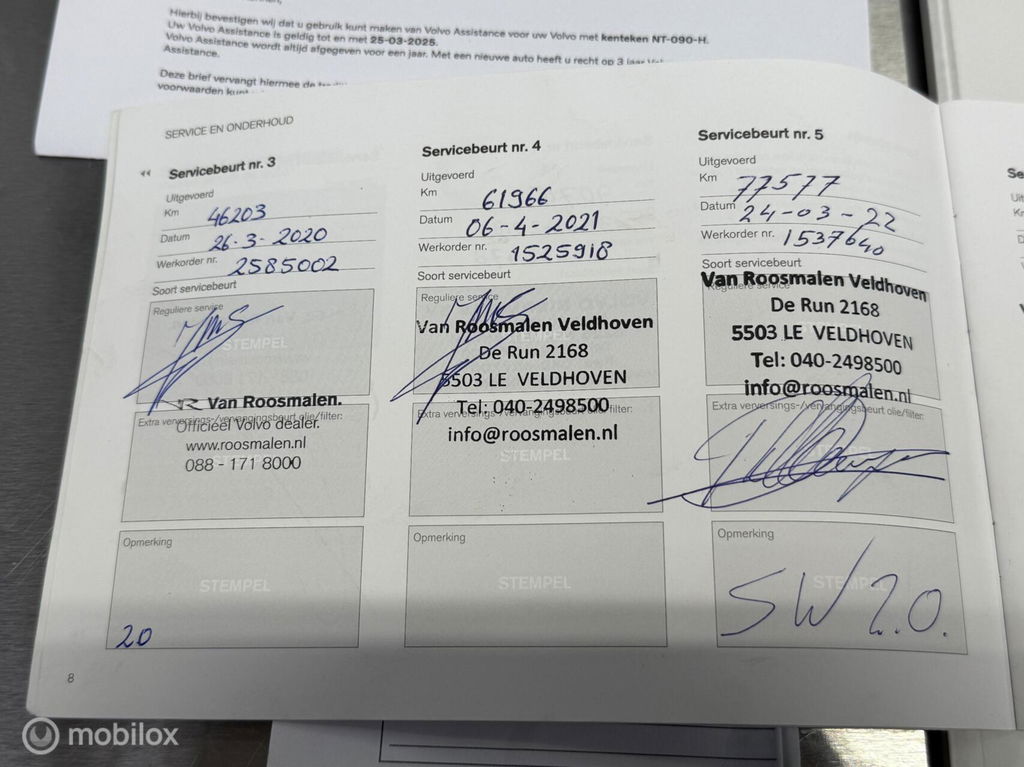 Hierbij bevestigen wij dat u gebruik kunt maken van Volvo Assistance voor uw Volvo met kenteken NT-090-H.
Uw Volvo Assistance is geldig tot en met 25-03-2025.
Volvo Assistance wordt altijd afgegeven voor een jaar. Met een nieuwe auto heeft u recht op 3 jaar
Assistance.
Deze brief vervangt hiermee de
voorwaarden
SERVICE EN ONDERHOUD
Servicebeurt nr. 3
Uitgevoerd
Km 46203
Datum 26-3-2020
Werkorder nr. 2585002
Soort servicebeurt
Reguliere service
STEMPEL
Van Roosmalen.
Extra verversings-/vervangingsbeurt olie/filter:
Officieel Volvo dealer.
www.roosmalen.nl
088 - 171 8000
Opmerking
STEMPEL
20
Servicebeurt nr. 4
Uitgevoerd
Km 61966
Datum 06-4-2021
Werkorder nr. 1525918
Soort servicebeurt
Reguliere service
Van Roosmalen Veldhoven
De Run 2168
5503 LE VELDHOVEN
Tel: 040-2498500
Extra verversings-/vervangingsbeurt olie/filter:
info@roosmalen.nl
STEMPEL
Opmerking
STEMPEL
Servicebeurt nr. 5
Uitgevoerd
Km 77577
Datum 24-03-22
Werkorder nr. 1537640
Soort servicebeurt
Van Roosmalen Veldhoven
Reguliere service
De Run 2168
5503 LE VELDHOVEN
Tel: 040-2498500
info@roosmalen.nl
Extra verversings-/vervangingsbeurt olie/filter:
Opmerking
STEMPEL
SW 2.0.
8
mobilox